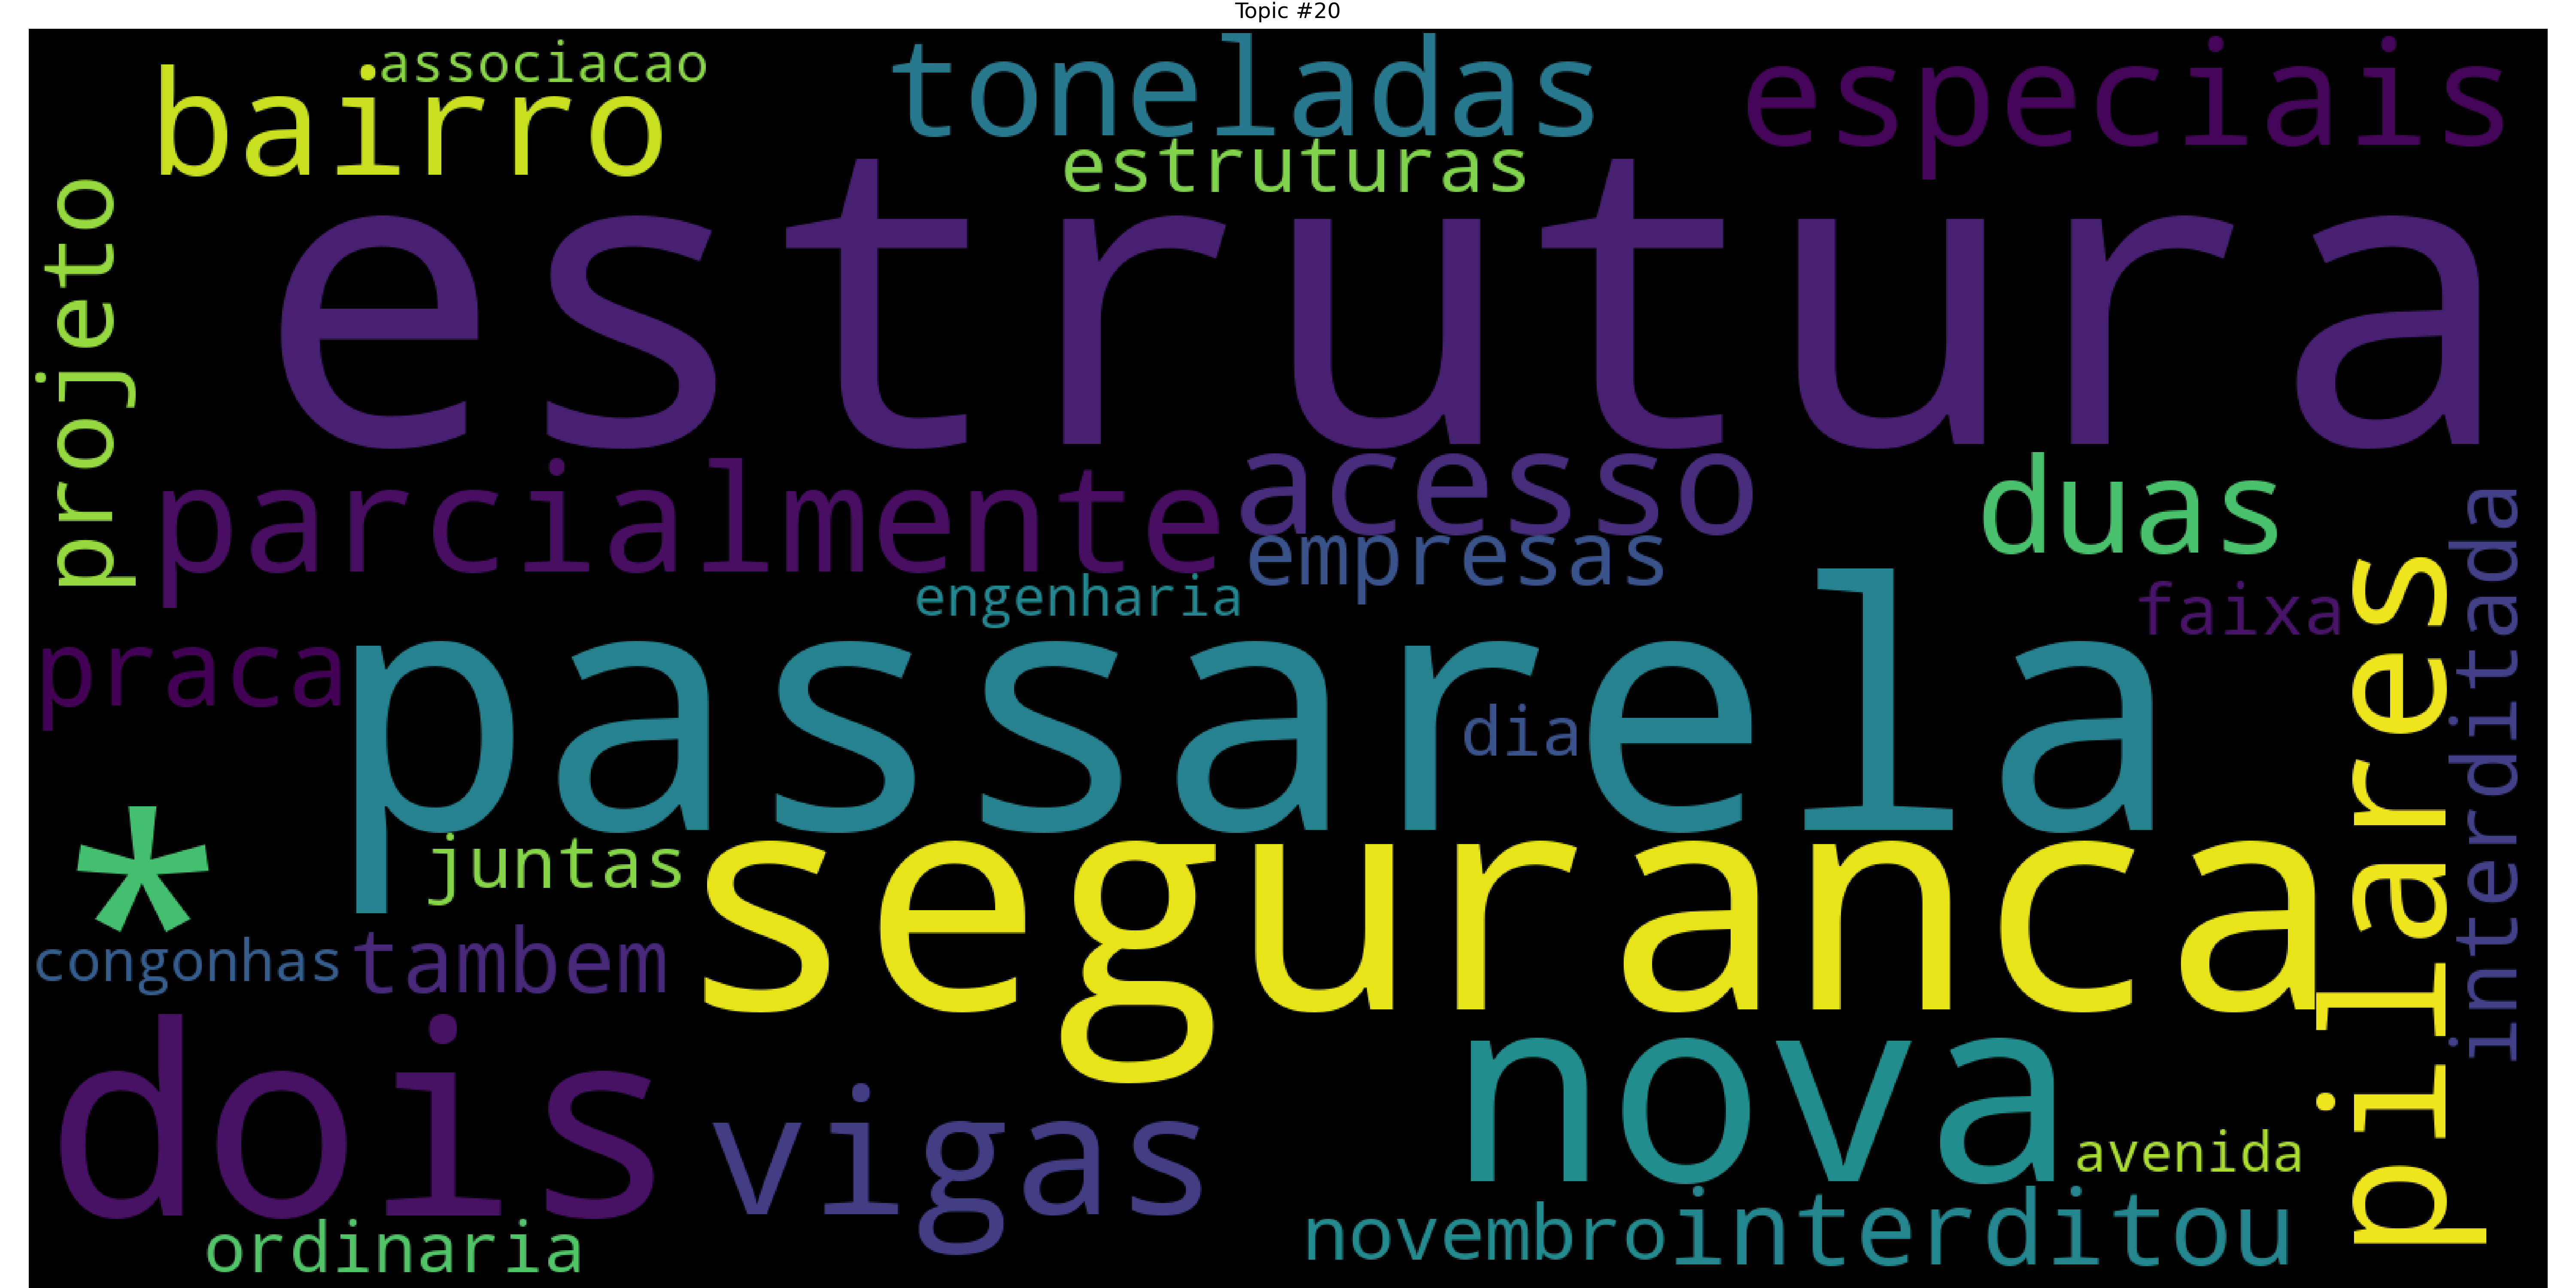 Topic #20
associacao
bairro
toneladas
especiais
estruturas
projeto
estrutura
parcialmente
acesso
duas
empresas
interditada
engenharia
faixa
pilares
praca
passarela
dia
*
juntas
seguranca
congonhas
tambem
dois
vigas
nova
avenida
ordinaria
novembro
interditou